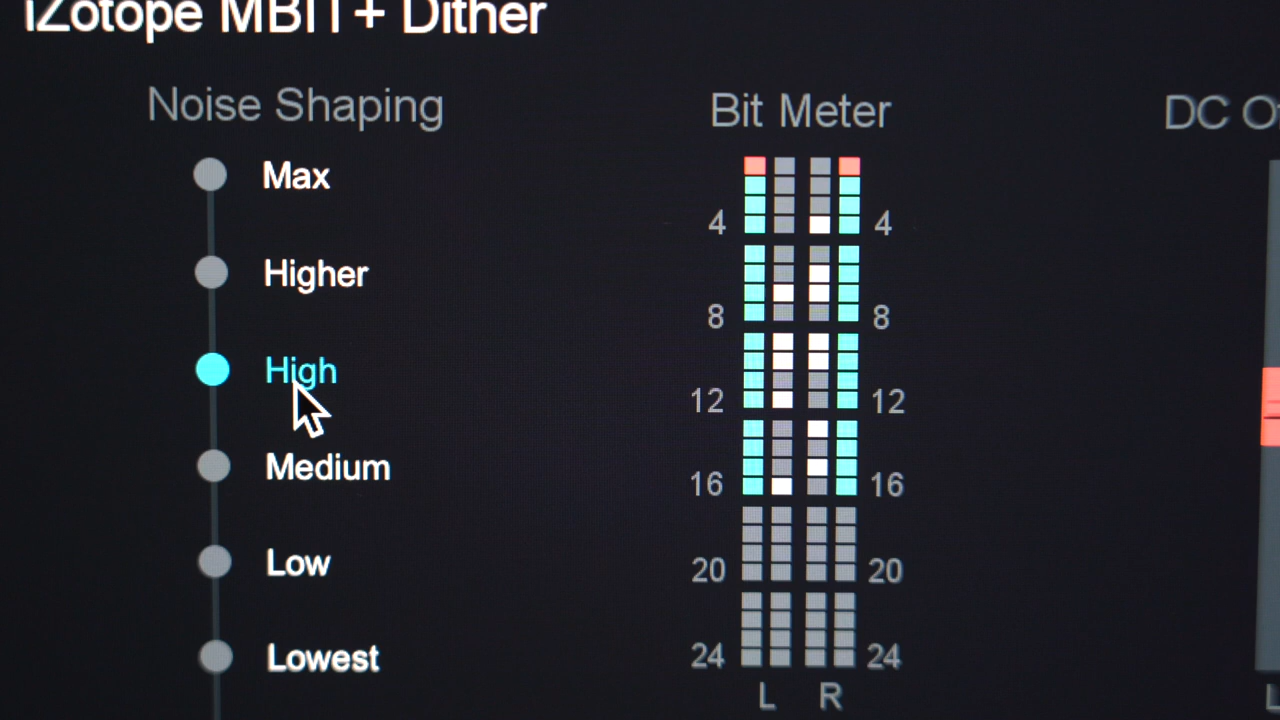 iZotope MBIT+ Dither
Noise Shaping
Max
Higher
High
Medium
Low
Lowest
Bit Meter
4 4
8 8
12 12
16 16
20 20
24 24
L R
DC